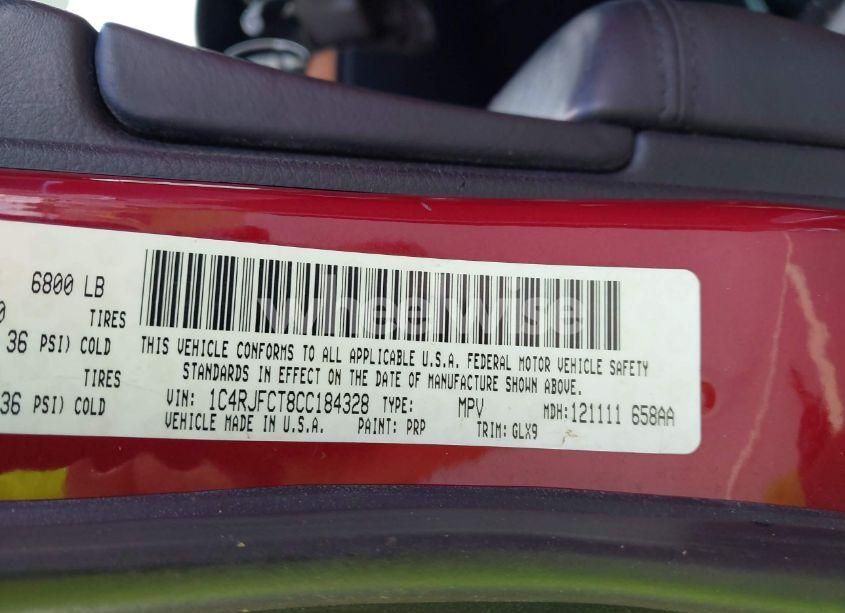 6800 LB
0 TIRES
36 PSI) COLD
TIRES
36 PSI) COLD
wheelwise
THIS VEHICLE CONFORMS TO ALL APPLICABLE U.S.A. FEDERAL MOTOR VEHICLE SAFETY
STANDARDS IN EFFECT ON THE DATE OF MANUFACTURE SHOWN ABOVE.
VIN: 1C4RJFCT8CC184328 TYPE: MPV MDH: 121111 658AA
VEHICLE MADE IN U.S.A. PAINT: PRP TRIM: GLX9